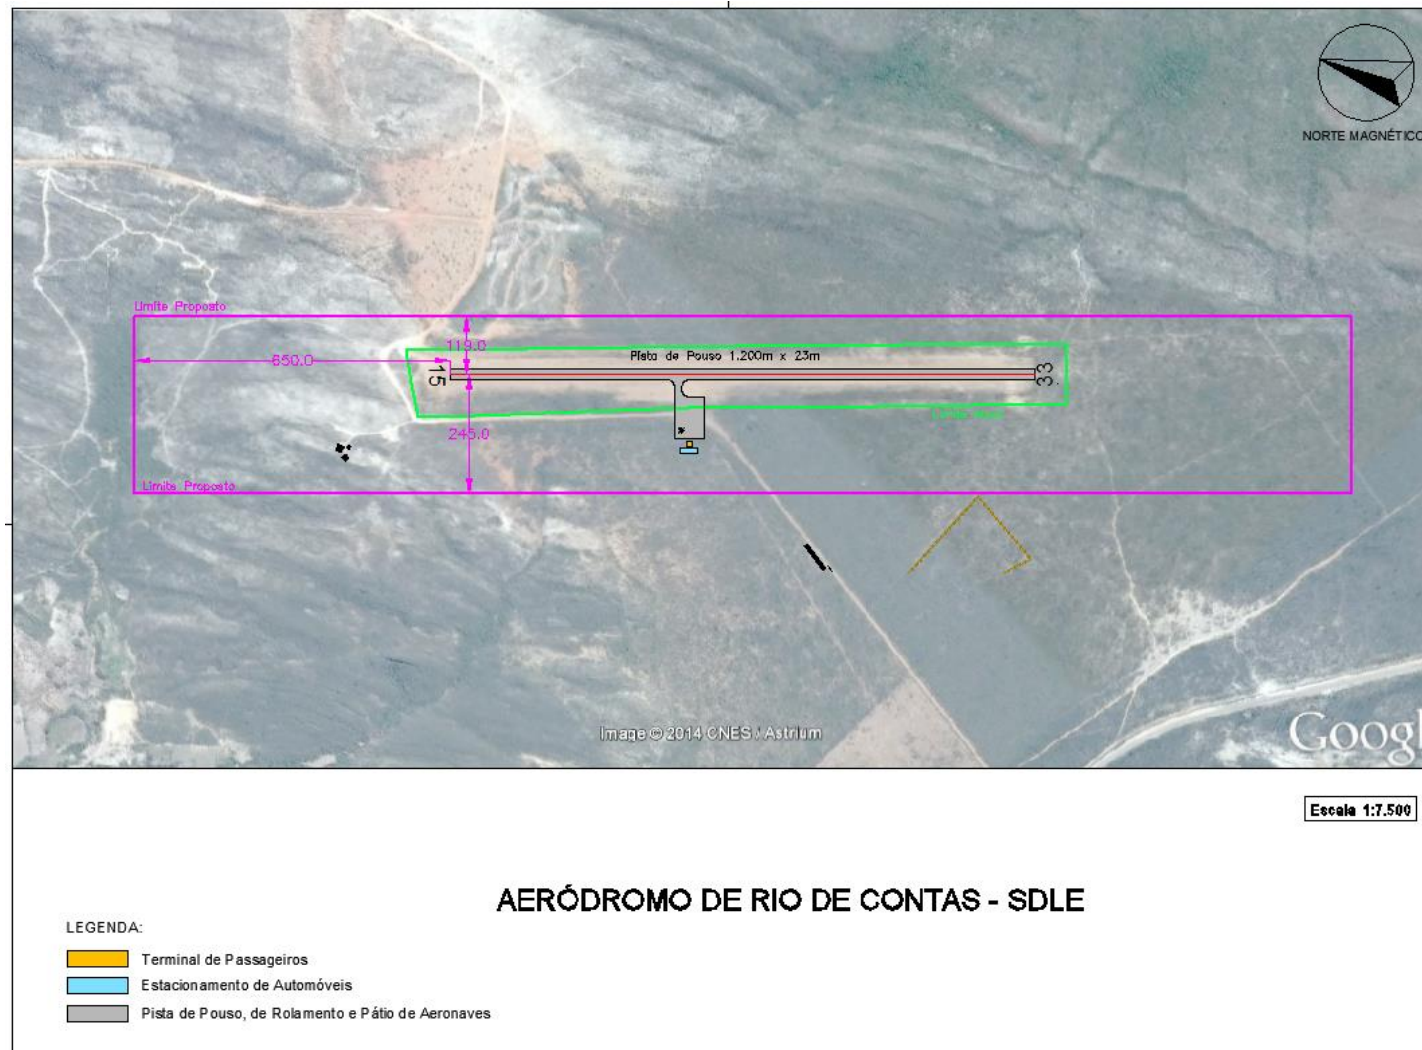 NORTE MAGNÉTICO
Limite Proposto
119.0
650.0
Pista de Pouso 1.200m x 23m
15
33
245.0
Limite Proposto
Image © 2014 CNES / Astrium
Googl
Escala 1:7.500
AERÓDROMO DE RIO DE CONTAS - SDLE
LEGENDA:
Terminal de Passageiros
Estacionamento de Automóveis
Pista de Pouso, de Rolamento e Pátio de Aeronaves